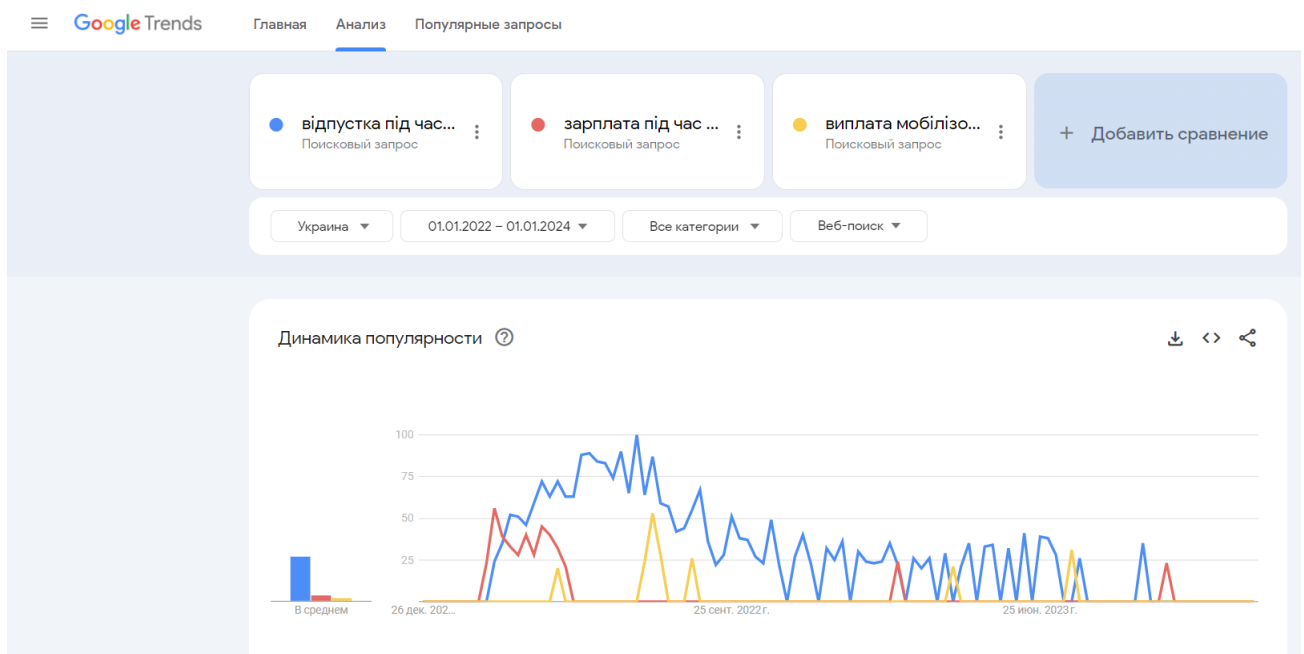 Google Trends
Главная
Анализ
Популярные запросы
відпустка під час...
Поисковый запрос
зарплата під час ...
Поисковый запрос
виплата мобілізо...
Поисковый запрос
+ Добавить сравнение
Украина
01.01.2022 – 01.01.2024
Все категории
Веб-поиск
Динамика популярности
100
75
50
25
В среднем
26 дек. 202...
25 сент. 2022 г.
25 июн. 2023 г.